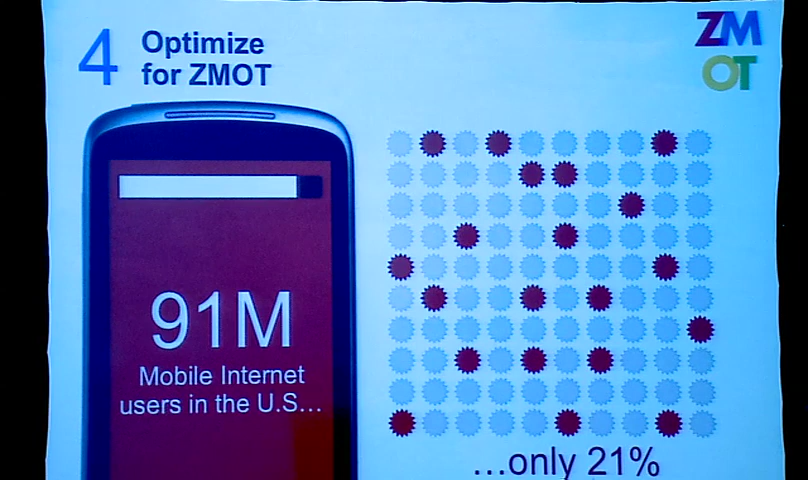 4
Optimize
for ZMOT
ZM
OT
91M
Mobile Internet
users in the U.S...
...only 21%